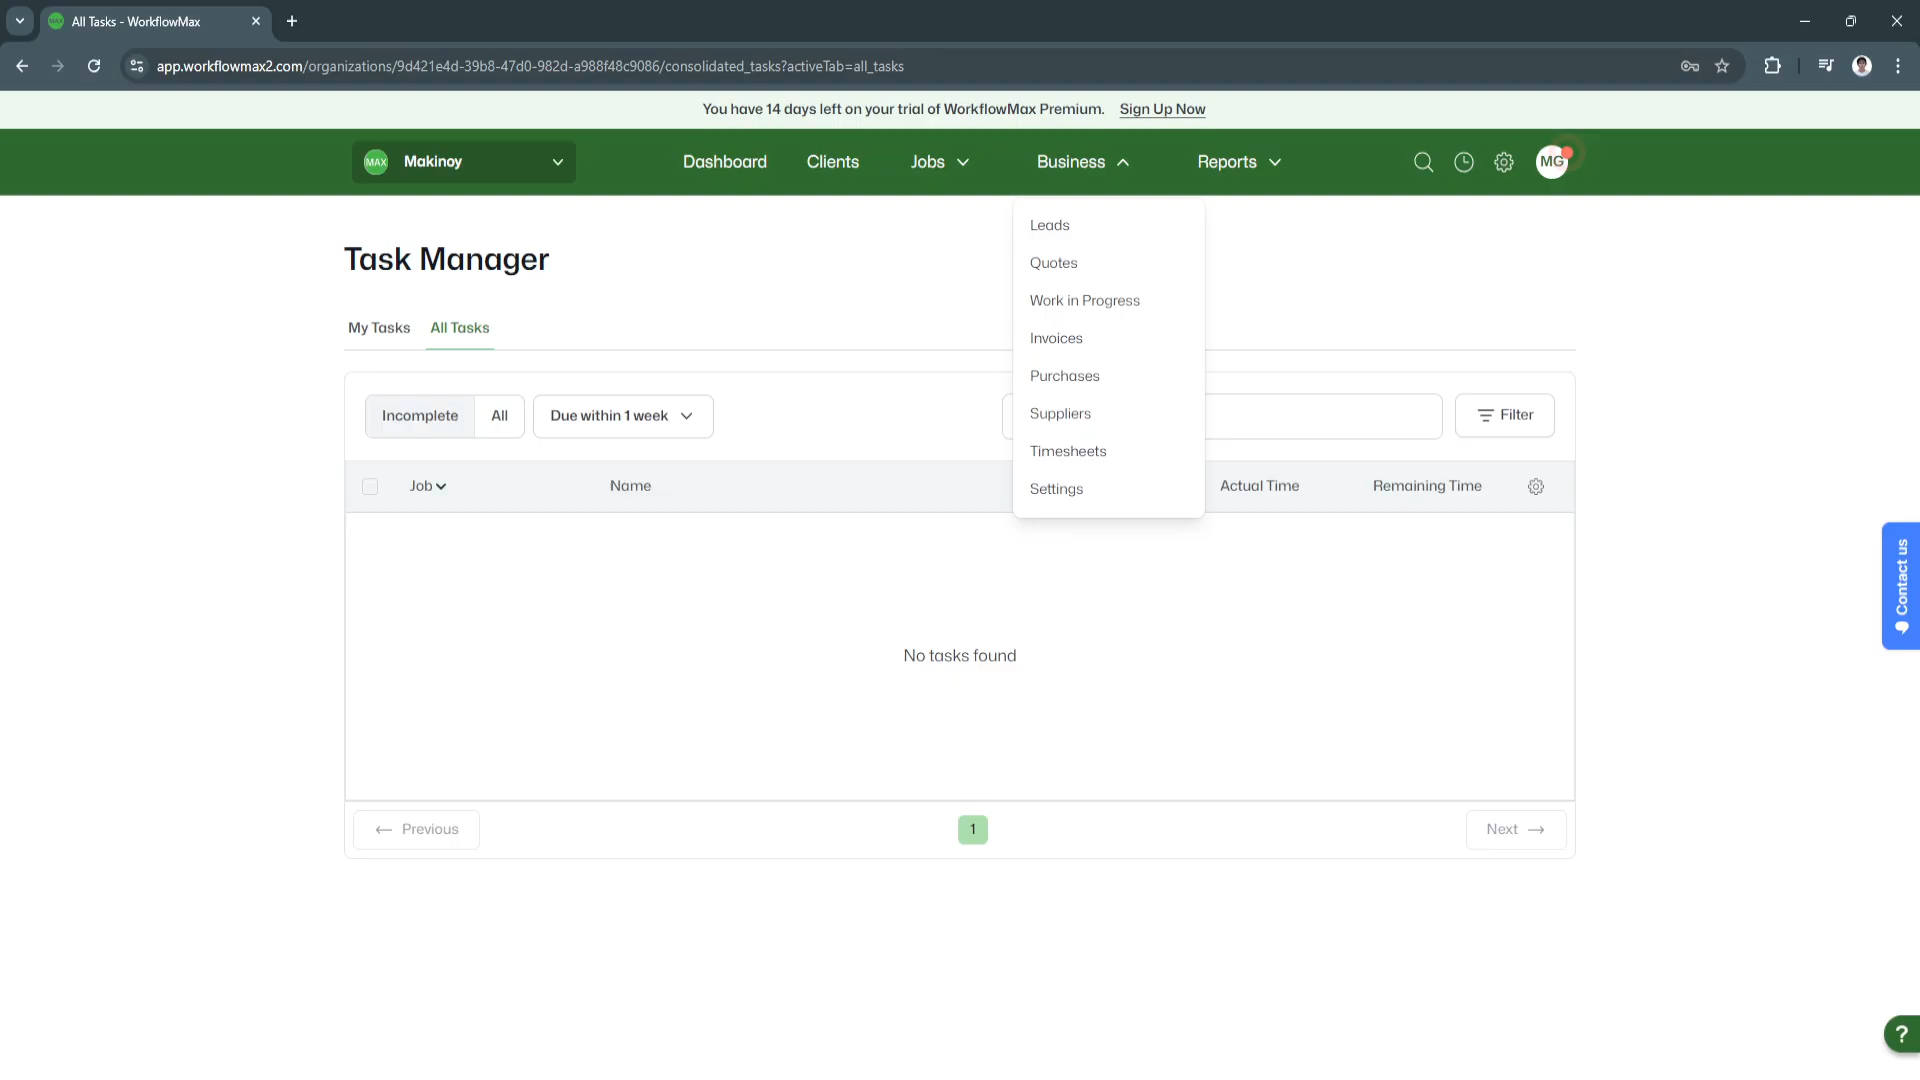 All Tasks - WorkflowMax
app.workflowmax2.com/organizations/9d421e4d-39b8-47d0-982d-a988f48c9086/consolidated_tasks?activeTab=all_tasks
You have 14 days left on your trial of WorkflowMax Premium. Sign Up Now
MAX Makinoy Dashboard Clients Jobs Business Reports MG
Leads
Quotes
Work in Progress
Invoices
Purchases
Suppliers
Timesheets
Settings
Task Manager
My Tasks All Tasks
Incomplete All Due within 1 week Filter
Job Name Actual Time Remaining Time
No tasks found
Previous 1 Next
Contact us
?